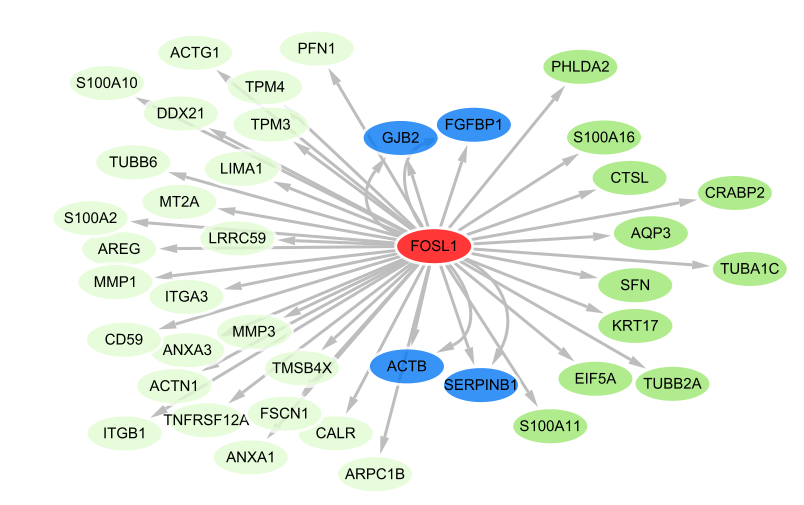 PFN1
ACTG1
PHLDA2
S100A10
TPM4
DDX21
TPM3
FGFBP1
GJB2
S100A16
TUBB6
LIMA1
CTSL
CRABP2
MT2A
S100A2
LRRC59
AQP3
AREG
FOSL1
TUBA1C
MMP1
ITGA3
SFN
KRT17
MMP3
CD59
ANXA3
TMSB4X
ACTB
EIF5A
ACTN1
SERPINB1
TUBB2A
TNFRSF12A
FSCN1
S100A11
ITGB1
CALR
ANXA1
ARPC1B